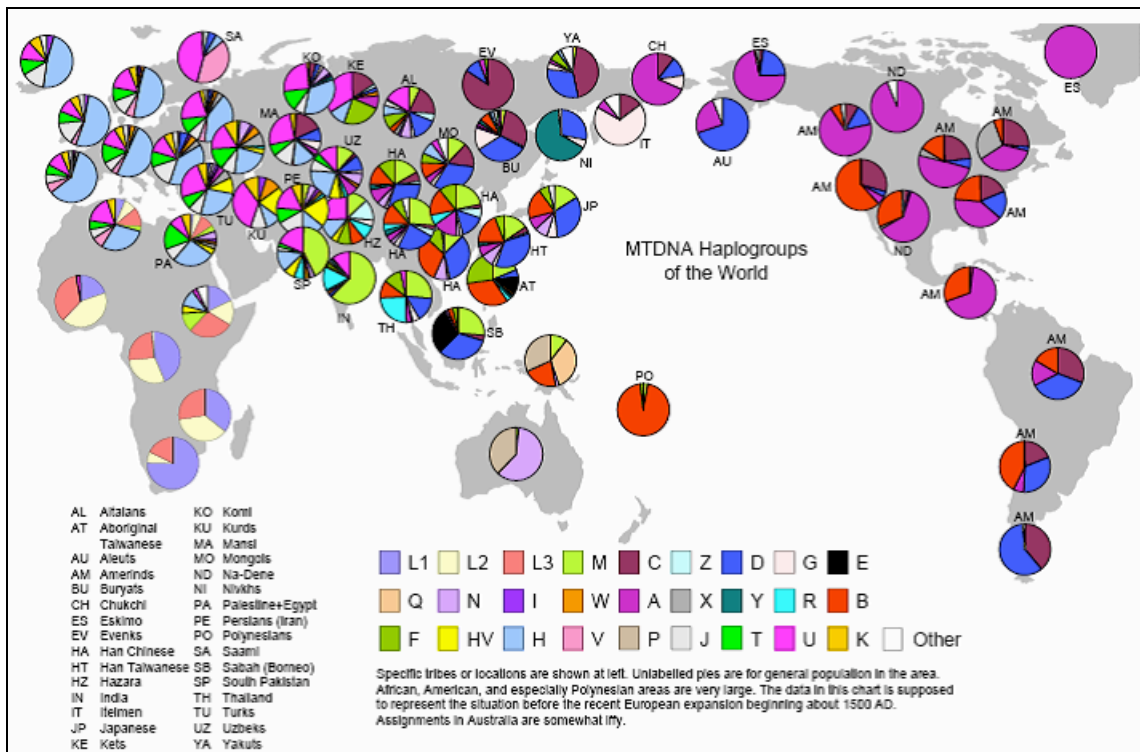 SA
YA
ES
KO
EV
CH
KE
AL
ND
ES
MA
MO
AM
AM
UZ
HA
BU
NI
IT
AU
PE
HA
AM
JP
AM
TU
KU
HZ
HA
HT
ND
MTDNA Haplogroups
of the World
PA
SP
HA
AT
IN
TH
SB
AM
PO
AM
AM
AM
AL Altaians
AT Aboriginal
Taiwanese
AU Aleuts
AM Amerinds
BU Buryats
CH Chukchi
ES Eskimo
EV Evenks
HA Han Chinese
HT Han Taiwanese
HZ Hazara
IN India
IT Itelmen
JP Japanese
KE Kets
KO Komi
KU Kurds
MA Mansi
MO Mongols
ND Na-Dene
NI Nivkhs
PA Palestine+Egypt
PE Persians (Iran)
PO Polynesians
SA Saami
SB Sabah (Borneo)
SP South Pakistan
TH Thailand
TU Turks
UZ Uzbeks
YA Yakuts
L1 L2 L3 M C Z D G E
Q N I W A X Y R B
F HV H V P J T U K Other
Specific tribes or locations are shown at left. Unlabelled pies are for general population in the area.
African, American, and especially Polynesian areas are very large. The data in this chart is supposed
to represent the situation before the recent European expansion beginning about 1500 AD.
Assignments in Australia are somewhat iffy.